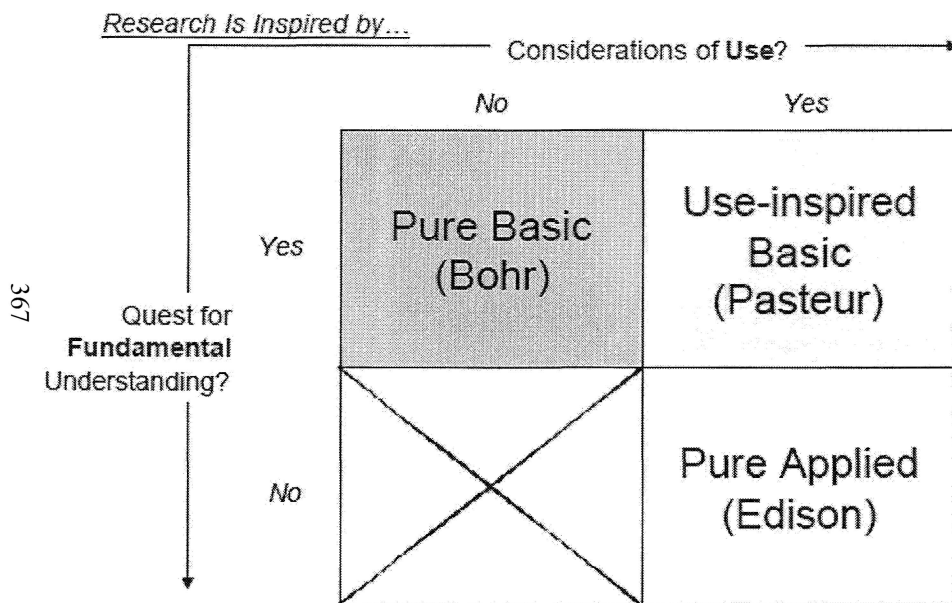 Research Is Inspired by...
Considerations of Use?
No
Yes
Yes
Pure Basic
(Bohr)
Use-inspired
Basic
(Pasteur)
367
Quest for
Fundamental
Understanding?
No
Pure Applied
(Edison)